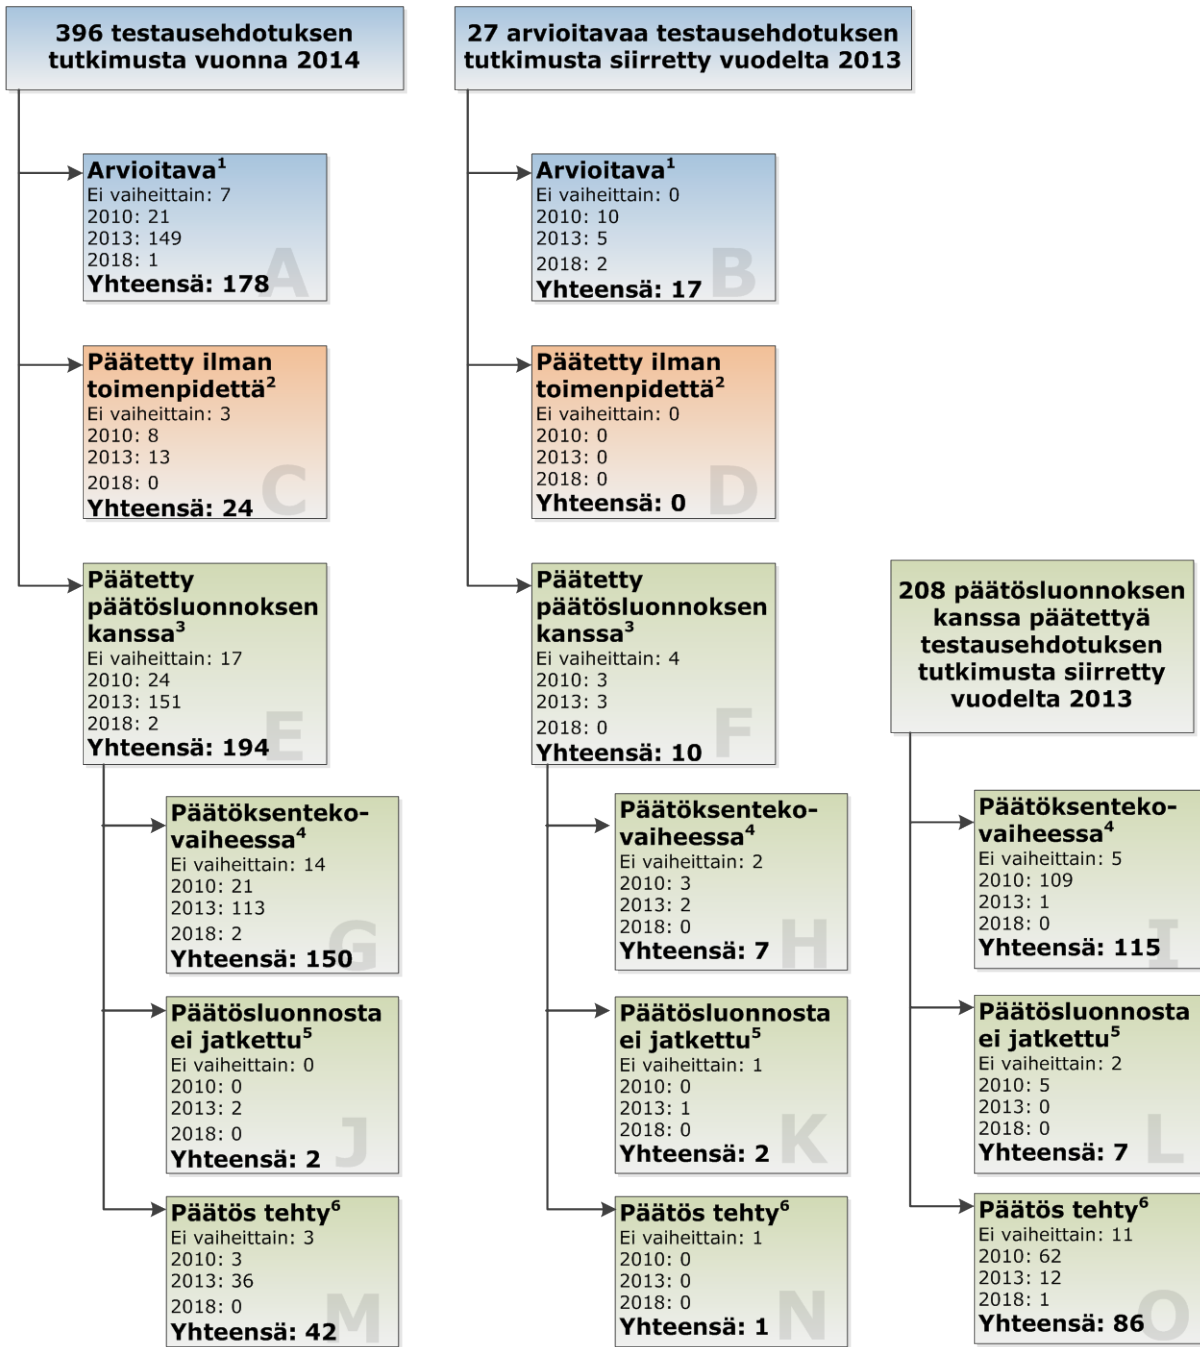 396 testausehdotuksen
tutkimusta vuonna 2014
Arvioitava¹
Ei vaiheittain: 7
2010: 21
2013: 149
2018: 1
Yhteensä: 178
A
Päätetty ilman
toimenpidettä²
Ei vaiheittain: 3
2010: 8
2013: 13
2018: 0
Yhteensä: 24
C
Päätetty
päätösluonnoksen
kanssa³
Ei vaiheittain: 17
2010: 24
2013: 151
2018: 2
Yhteensä: 194
E
Päätöksenteko-
vaiheessa⁴
Ei vaiheittain: 14
2010: 21
2013: 113
2018: 2
Yhteensä: 150
G
Päätösluonnosta
ei jatkettu⁵
Ei vaiheittain: 0
2010: 0
2013: 2
2018: 0
Yhteensä: 2
J
Päätös tehty⁶
Ei vaiheittain: 3
2010: 3
2013: 36
2018: 0
Yhteensä: 42
M
27 arvioitavaa testausehdotuksen
tutkimusta siirretty vuodelta 2013
Arvioitava¹
Ei vaiheittain: 0
2010: 10
2013: 5
2018: 2
Yhteensä: 17
B
Päätetty ilman
toimenpidettä²
Ei vaiheittain: 0
2010: 0
2013: 0
2018: 0
Yhteensä: 0
D
Päätetty
päätösluonnoksen
kanssa³
Ei vaiheittain: 4
2010: 3
2013: 3
2018: 0
Yhteensä: 10
F
Päätöksenteko-
vaiheessa⁴
Ei vaiheittain: 2
2010: 3
2013: 2
2018: 0
Yhteensä: 7
H
Päätösluonnosta
ei jatkettu⁵
Ei vaiheittain: 1
2010: 0
2013: 1
2018: 0
Yhteensä: 2
K
Päätös tehty⁶
Ei vaiheittain: 1
2010: 0
2013: 0
2018: 0
Yhteensä: 1
N
208 päätösluonnoksen
kanssa päätettyä
testausehdotuksen
tutkimusta siirretty
vuodelta 2013
Päätöksenteko-
vaiheessa⁴
Ei vaiheittain: 5
2010: 109
2013: 1
2018: 0
Yhteensä: 115
I
Päätösluonnosta
ei jatkettu⁵
Ei vaiheittain: 2
2010: 5
2013: 0
2018: 0
Yhteensä: 7
L
Päätös tehty⁶
Ei vaiheittain: 11
2010: 62
2013: 12
2018: 1
Yhteensä: 86
O